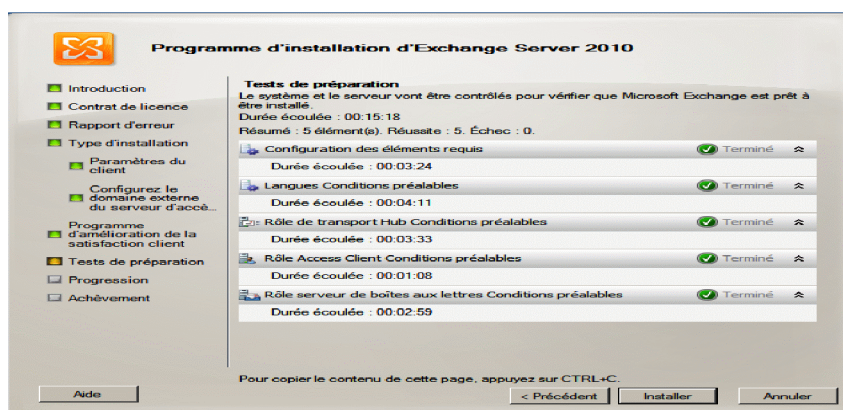 Programme d'installation d'Exchange Server 2010
Introduction
Contrat de licence
Rapport d'erreur
Type d'installation
Paramètres du
client
Configurez le
domaine externe
du serveur d'accè...
Programme
d'amélioration de la
satisfaction client
Tests de préparation
Progression
Achèvement
Tests de préparation
Le système et le serveur vont être contrôlés pour vérifier que Microsoft Exchange est prêt à
être installé.
Durée écoulée : 00:15:18
Résumé : 5 élément(s). Réussite : 5. Échec : 0.
Configuration des éléments requis Terminé
Durée écoulée : 00:03:24
Langues Conditions préalables Terminé
Durée écoulée : 00:04:11
Rôle de transport Hub Conditions préalables Terminé
Durée écoulée : 00:03:33
Rôle Access Client Conditions préalables Terminé
Durée écoulée : 00:01:08
Rôle serveur de boîtes aux lettres Conditions préalables Terminé
Durée écoulée : 00:02:59
Pour copier le contenu de cette page, appuyez sur CTRL+C.
Aide < Précédent Installer Annuler